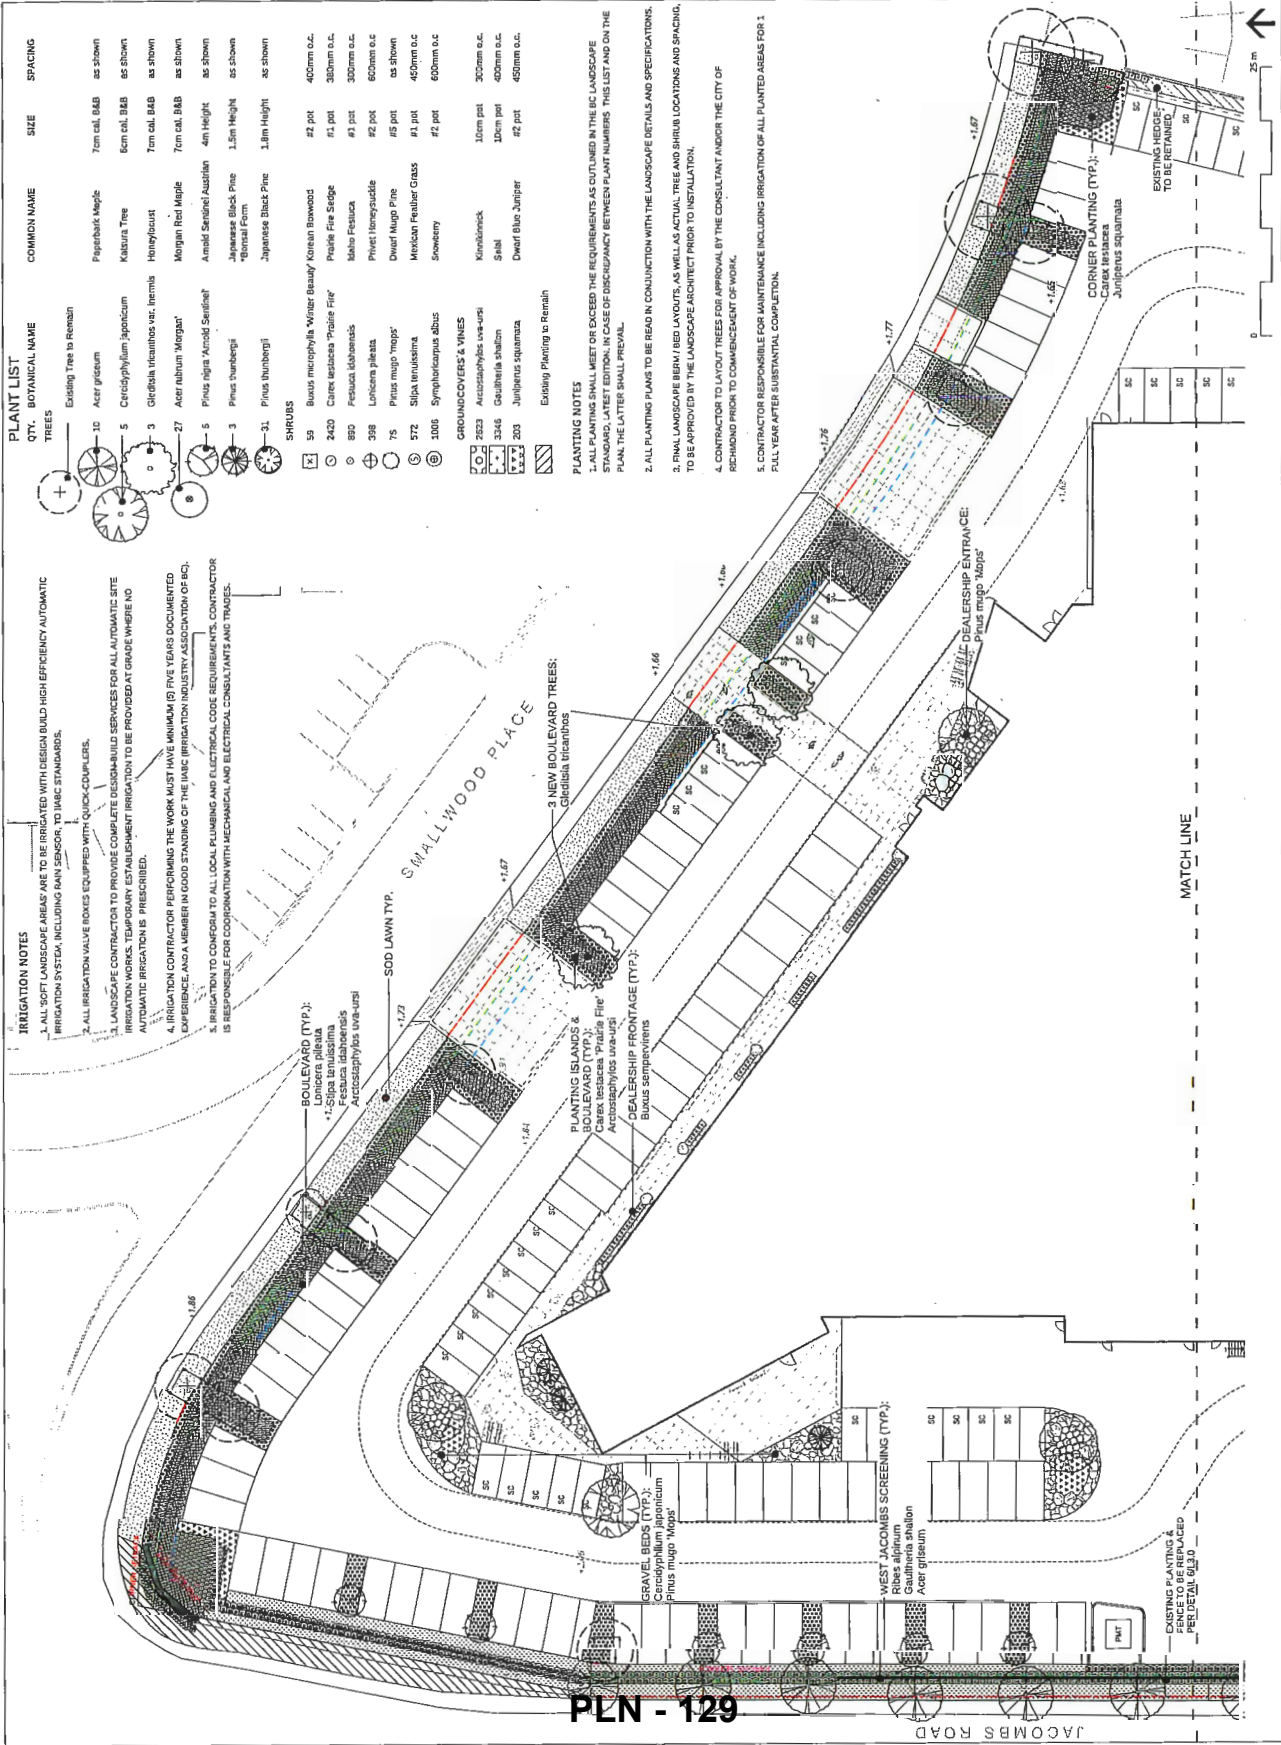 PLANT LIST
QTY. BOTANICAL NAME COMMON NAME SIZE SPACING
TREES
Existing Tree to Remain
10 Acer griseum Paperbark Maple 7cm cal. B&B as shown
5 Cercidyphyllum japonicum Katsura Tree 6cm cal. B&B as shown
3 Gleditsia tricanthos var. inermis Honeylocust 7cm cal. B&B as shown
27 Acer rubrum 'Morgan' Morgan Red Maple 7cm cal. B&B as shown
Pinus nigra 'Arnold Sentinel' Arnold Sentinel Austrian 4m Height as shown
3 Pinus thunbergii Japanese Black Pine 1.5m Height as shown
"Bonsai Form
31 Pinus thunbergii Japanese Black Pine 1.8m Height as shown
SHRUBS
59 Buxus microphylla 'Winter Beauty' Korean Boxwood #2 pot 400mm o.c.
2420 Carex testacea 'Prairie Fire' Prairie Fire Sedge #1 pot 380mm o.c.
890 Festuca idahoensis Idaho Fesiuca #1 pot 300mm o.c.
398 Lonicera pileata Privet Honeysuckle #2 pot 600mm o.c
75 Pinus mugo 'mops' Dwarf Mugo Pine #5 pot as shown
572 Stipa tenuissima Mexican Feather Grass #1 pot 450mm o.c
1006 Symphoricarpus albus Snowberry #2 pot 600mm o.c
GROUNDCOVERS & VINES
2623 Arctostaphylos uva-ursi Kinnikinnick 10cm pot 300mm o.c.
3346 Gaultheria shallon Salal 10cm pot 400mm o.c.
203 Juniperus squamata Dwarf Blue Juniper #2 pot 450mm o.c.
Existing Planting to Remain
PLANTING NOTES
1. ALL PLANTING SHALL MEET OR EXCEED THE REQUIREMENTS AS OUTLINED IN THE BC LANDSCAPE
STANDARD, LATEST EDITION. IN CASE OF DISCREPANCY BETWEEN PLANT NUMBERS THIS LIST AND ON THE
PLAN. THE LATTER SHALL PREVAIL.
2. ALL PLANTING PLANS TO BE READ IN CONJUNCTION WITH THE LANDSCAPE DETAILS AND SPECIFICATIONS.
3. FINAL LANDSCAPE BERM / BED LAYOUTS, AS WELL AS ACTUAL TREE AND SHRUB LOCATIONS AND SPACING,
TO BE APPROVED BY THE LANDSCAPE ARCHITECT PRIOR TO INSTALLATION.
4. CONTRACTOR TO LAYOUT TREES FOR APPROVAL BY THE CONSULTANT AND/OR THE CITY OF
RICHMOND PRIOR TO COMMENCEMENT OF WORK.
5. CONTRACTOR RESPONSIBLE FOR MAINTENANCE INCLUDING IRRIGATION OF ALL PLANTED AREAS FOR 1
FULL YEAR AFTER SUBSTANTIAL COMPLETION.
IRRIGATION NOTES
1. ALL 'SOFT LANDSCAPE AREAS' ARE TO BE IRRIGATED WITH DESIGN BUILD HIGH EFFICIENCY AUTOMATIC
IRRIGATION SYSTEM, INCLUDING RAIN SENSOR, TO IIABC STANDARDS.
2. ALL IRRIGATION VALVE BOXES EQUIPPED WITH QUICK-COUPLERS.
3. LANDSCAPE CONTRACTOR TO PROVIDE COMPLETE DESIGN-BUILD SERVICES FOR ALL AUTOMATIC SITE
IRRIGATION WORKS. TEMPORARY ESTABLISHMENT IRRIGATION TO BE PROVIDED AT GRADE WHERE NO
AUTOMATIC IRRIGATION IS PRESCRIBED.
4. IRRIGATION CONTRACTOR PERFORMING THE WORK MUST HAVE MINIMUM (5) FIVE YEARS DOCUMENTED
EXPERIENCE, AND A MEMBER IN GOOD STANDING OF THE IIABC (IRRIGATION INDUSTRY ASSOCIATION OF BC).
5. IRRIGATION TO CONFORM TO ALL LOCAL PLUMBING AND ELECTRICAL CODE REQUIREMENTS. CONTRACTOR
IS RESPONSIBLE FOR COORDINATION WITH MECHANICAL AND ELECTRICAL CONSULTANTS AND TRADES.
SMALLWOOD PLACE
BOULEVARD (TYP.):
Lonicera pileata
Stipa tenuissima
Festuca idahoensis
Arctostaphylos uva-ursi
SOD LAWN TYP.
3 NEW BOULEVARD TREES:
Gleditsia tricanthos
PLANTING ISLANDS &
BOULEVARD (TYP.):
Carex testacea 'Prairie Fire'
Arctostaphylos uva-ursi
DEALERSHIP FRONTAGE (TYP.):
Buxus sempervirens
DEALERSHIP ENTRANCE:
Pinus mugo 'Mops'
CORNER PLANTING (TYP.):
Carex testacea
Juniperus squamata
EXISTING HEDGE
TO BE RETAINED
GRAVEL BEDS (TYP.):
Cercidyphllum japonicum
Pinus mugo 'Mops'
WEST JACOMBS SCREENING (TYP.):
Ribes alpinum
Gaultheria shallon
Acer griseum
EXISTING PLANTING &
FENCE TO BE REPLACED
PER DETAIL 6/L3.0
PMT
MATCH LINE
JACOMBS ROAD
+1.86
+1.73
+1.67
+1.66
+1.76
+1.77
+1.67
+1.65
+1.62
0 25 m
PLN - 129